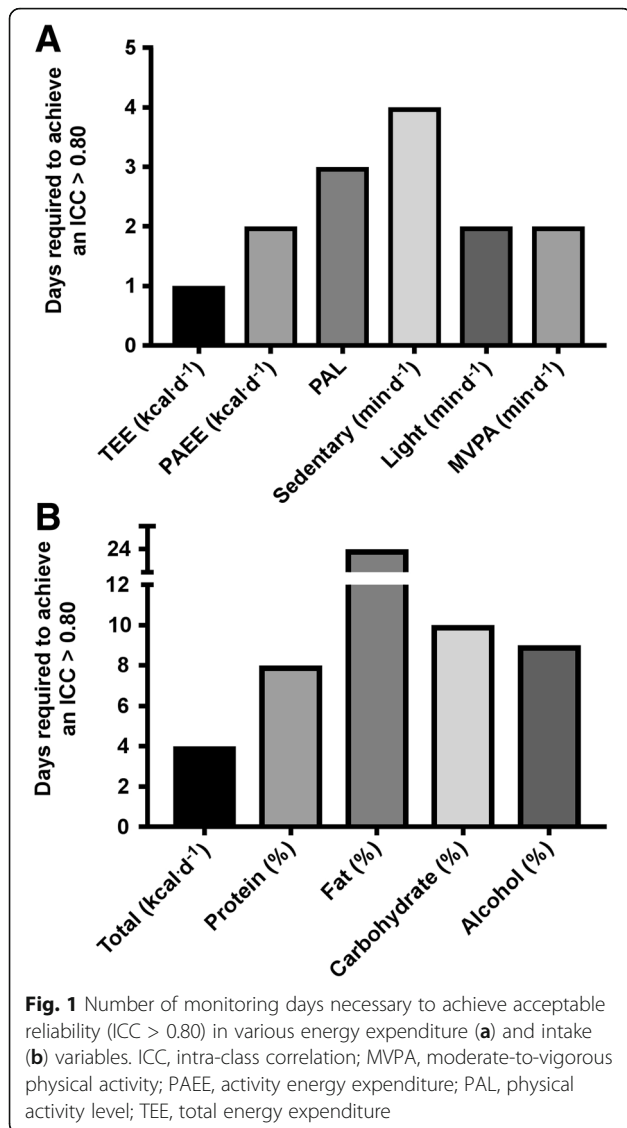 A
Days required to achieve
an ICC > 0.80
5
4
3
2
1
0
TEE (kcal·d⁻¹)
PAEE (kcal·d⁻¹)
PAL
Sedentary (min·d⁻¹)
Light (min·d⁻¹)
MVPA (min·d⁻¹)
B
Days required to achieve
an ICC > 0.80
24
12
10
8
6
4
2
0
Total (kcal·d⁻¹)
Protein (%)
Fat (%)
Carbohydrate (%)
Alcohol (%)
Fig. 1 Number of monitoring days necessary to achieve acceptable
reliability (ICC > 0.80) in various energy expenditure (a) and intake
(b) variables. ICC, intra-class correlation; MVPA, moderate-to-vigorous
physical activity; PAEE, activity energy expenditure; PAL, physical
activity level; TEE, total energy expenditure